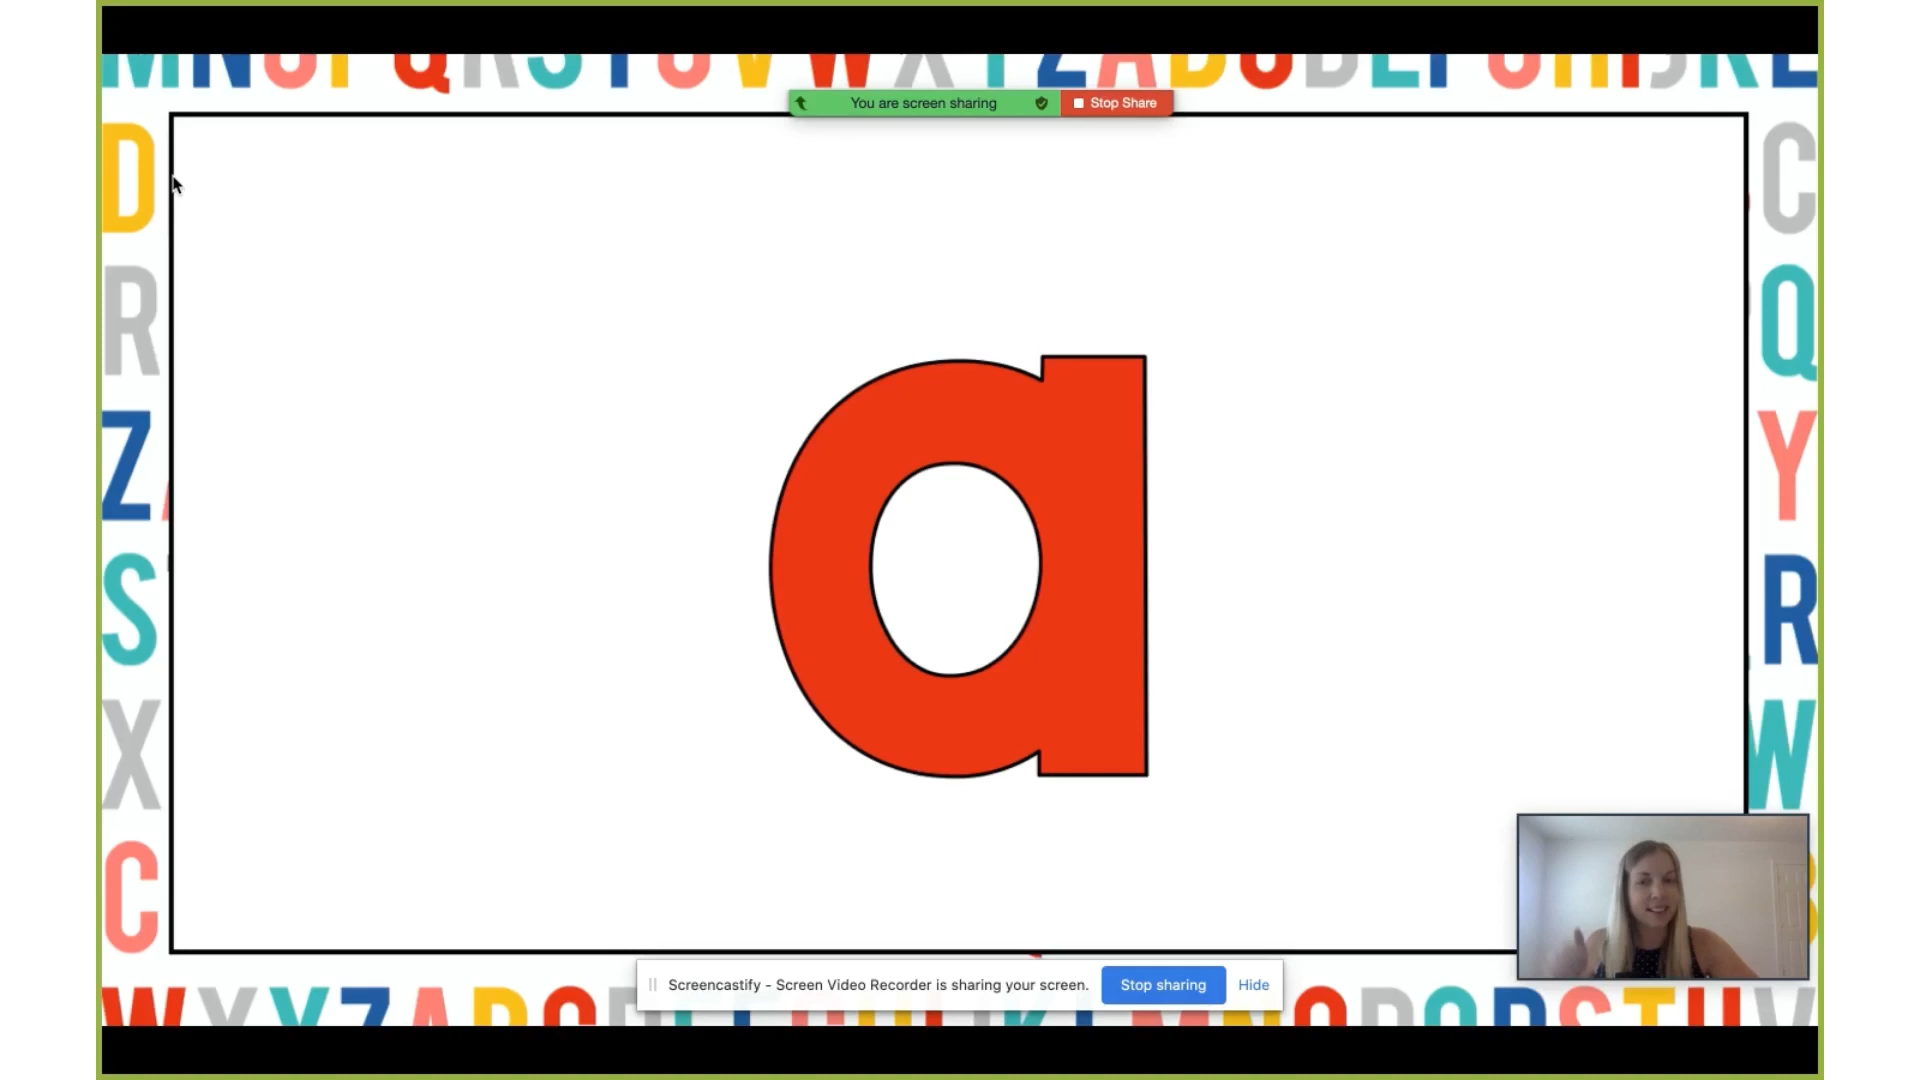 M N O P Q R S T U V W X Y Z A B C D E F G H I J K L
You are screen sharing Stop Share
D C
R Q
Z Y
a
S R
X W
C
Screencastify - Screen Video Recorder is sharing your screen. Stop sharing Hide
W X Y Z A B C D E F G H I J K L M N O P Q R S T U V